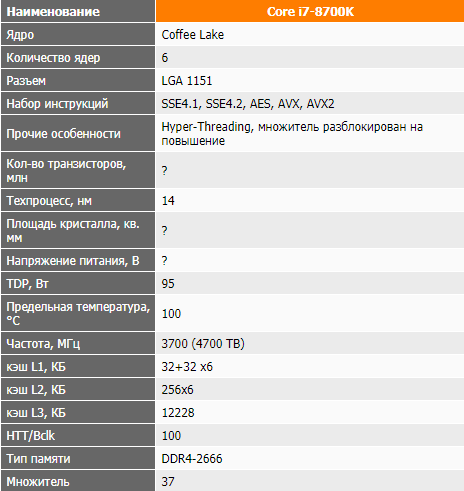 Наименование Core i7-8700K
Ядро Coffee Lake
Количество ядер 6
Разъем LGA 1151
Набор инструкций SSE4.1, SSE4.2, AES, AVX, AVX2
Прочие особенности Hyper-Threading, множитель разблокирован на
повышение
Кол-во транзисторов, ?
млн
Техпроцесс, нм 14
Площадь кристалла, кв. ?
мм
Напряжение питания, В ?
TDP, Вт 95
Предельная температура, 100
°C
Частота, МГц 3700 (4700 TB)
кэш L1, КБ 32+32 x6
кэш L2, КБ 256x6
кэш L3, КБ 12228
HTT/Bclk 100
Тип памяти DDR4-2666
Множитель 37